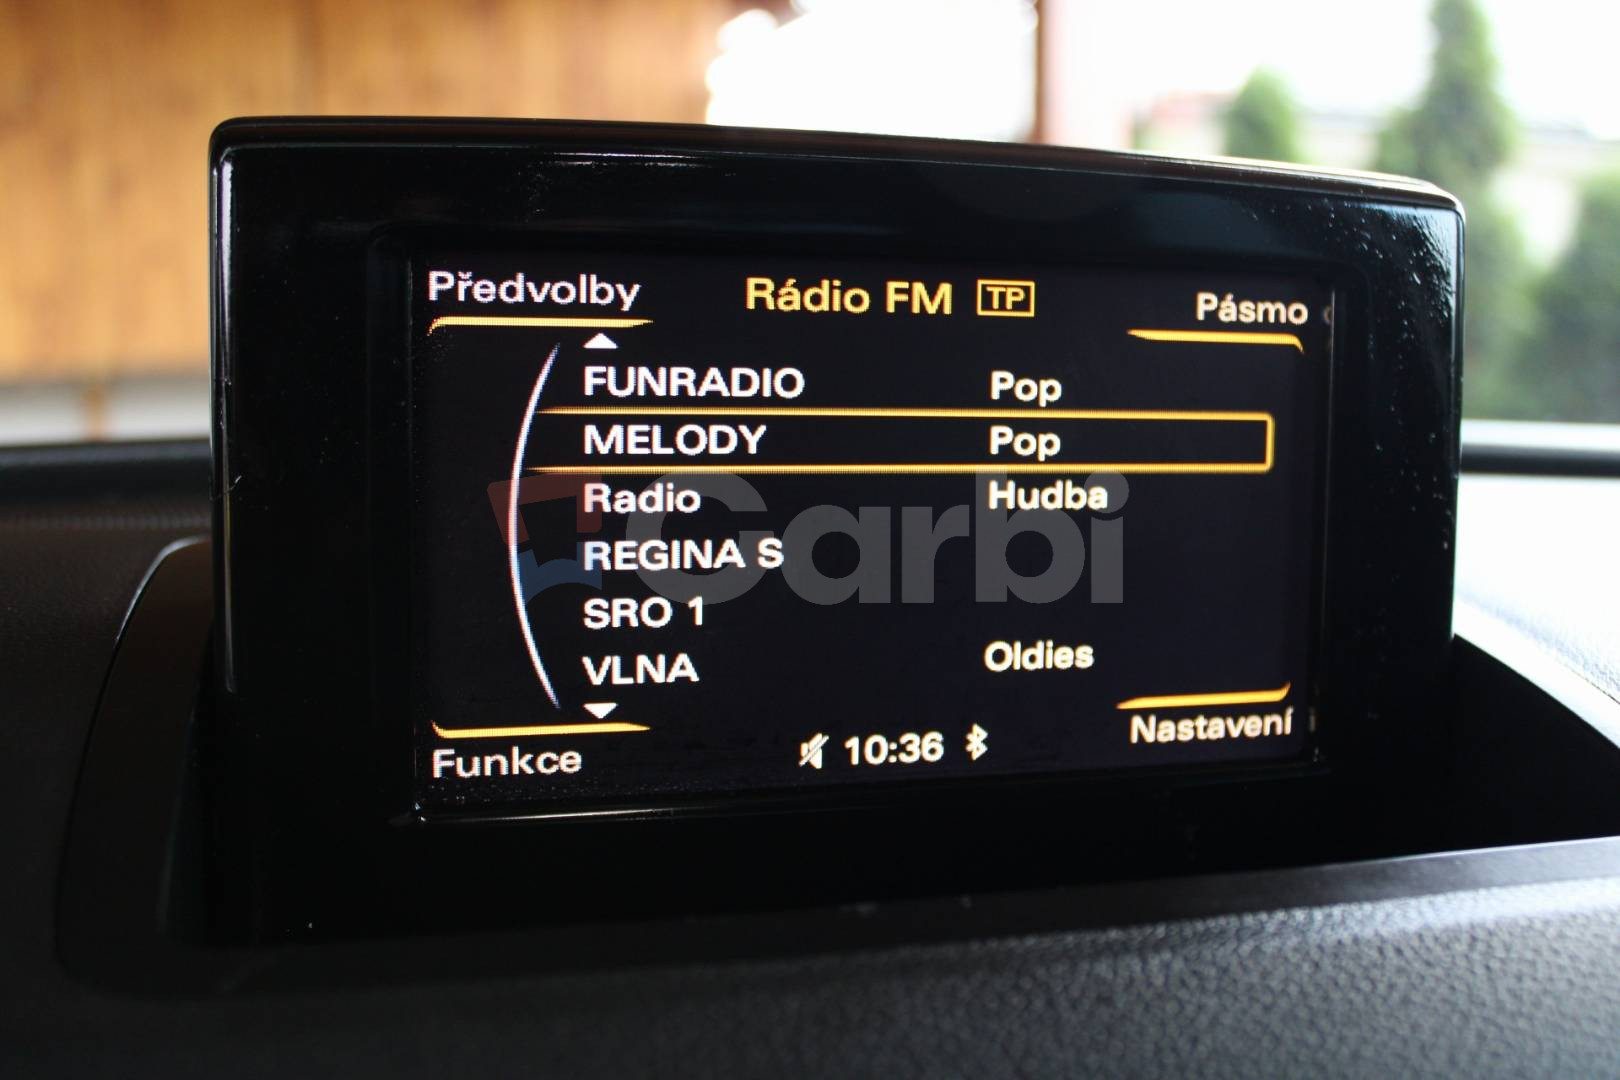 Předvolby Rádio FM TP Pásmo
FUNRADIO Pop
MELODY Pop
Radio Hudba
REGINA S
SRO 1
VLNA Oldies
Funkce 10:36 Nastavení
Garbi